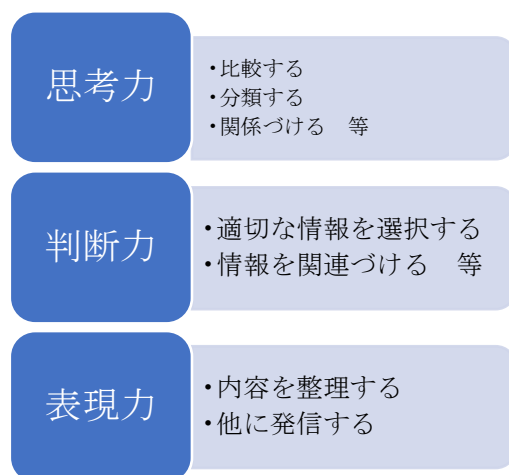 思考力
・比較する
・分類する
・関係づける　等
判断力
・適切な情報を選択する
・情報を関連づける　等
表現力
・内容を整理する
・他に発信する